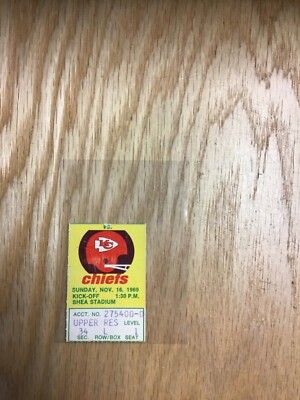 KC
chiefs
SUNDAY, NOV. 16, 1969
KICK-OFF 1:30 P.M.
SHEA STADIUM
ACCT. NO. 275400-0
UPPER RES LEVEL
34 L 1
SEC. ROW/BOX SEAT